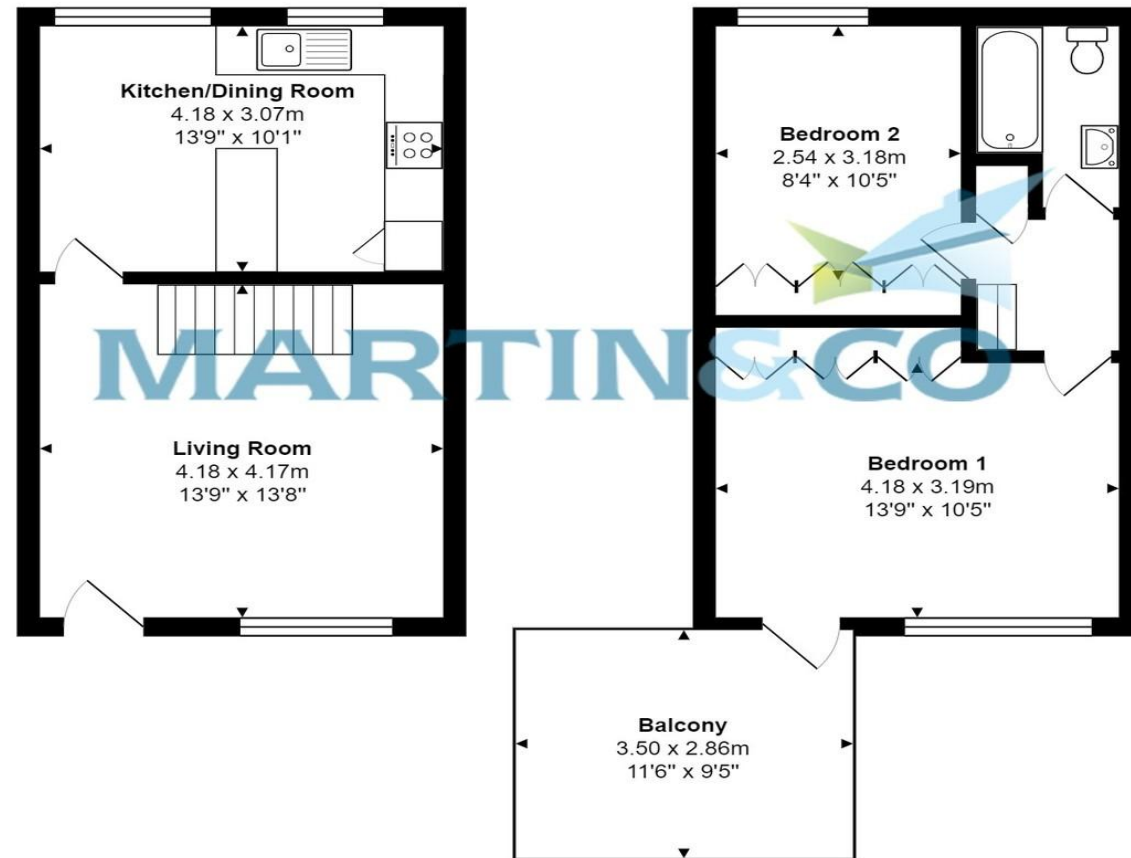 Kitchen/Dining Room
4.18 x 3.07m
13'9" x 10'1"
Bedroom 2
2.54 x 3.18m
8'4" x 10'5"
MARTIN&CO
Living Room
4.18 x 4.17m
13'9" x 13'8"
Bedroom 1
4.18 x 3.19m
13'9" x 10'5"
Balcony
3.50 x 2.86m
11'6" x 9'5"